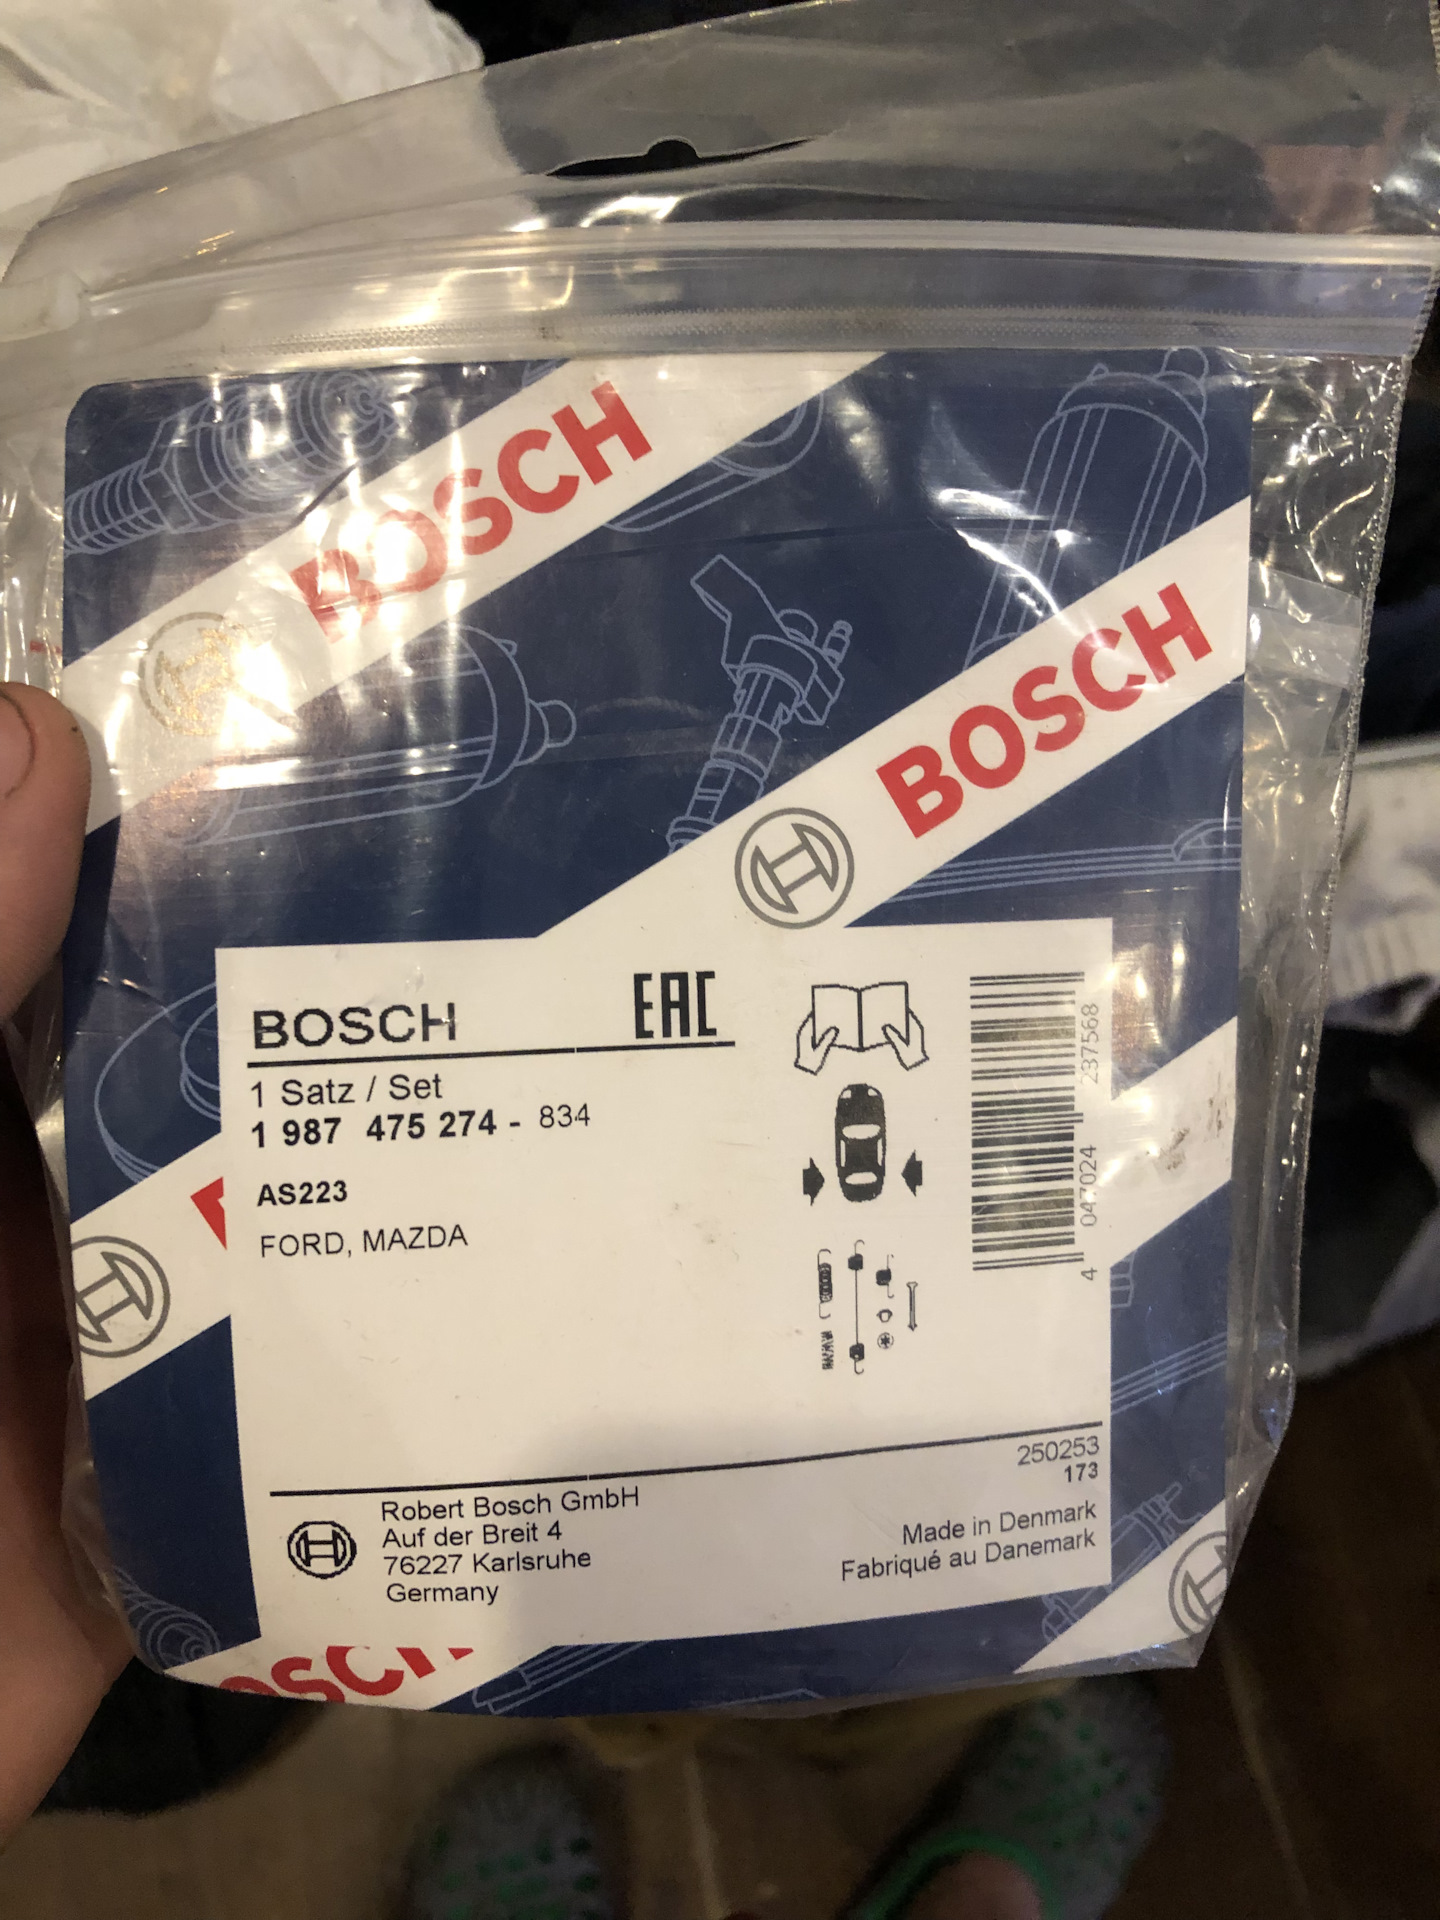 BOSCH
BOSCH
BOSCH
EAC
1 Satz / Set
1 987 475 274 - 834
AS223
FORD, MAZDA
4 047024 237568
250253
173
Robert Bosch GmbH
Auf der Breit 4
76227 Karlsruhe
Germany
Made in Denmark
Fabriqué au Danemark
BOSCH